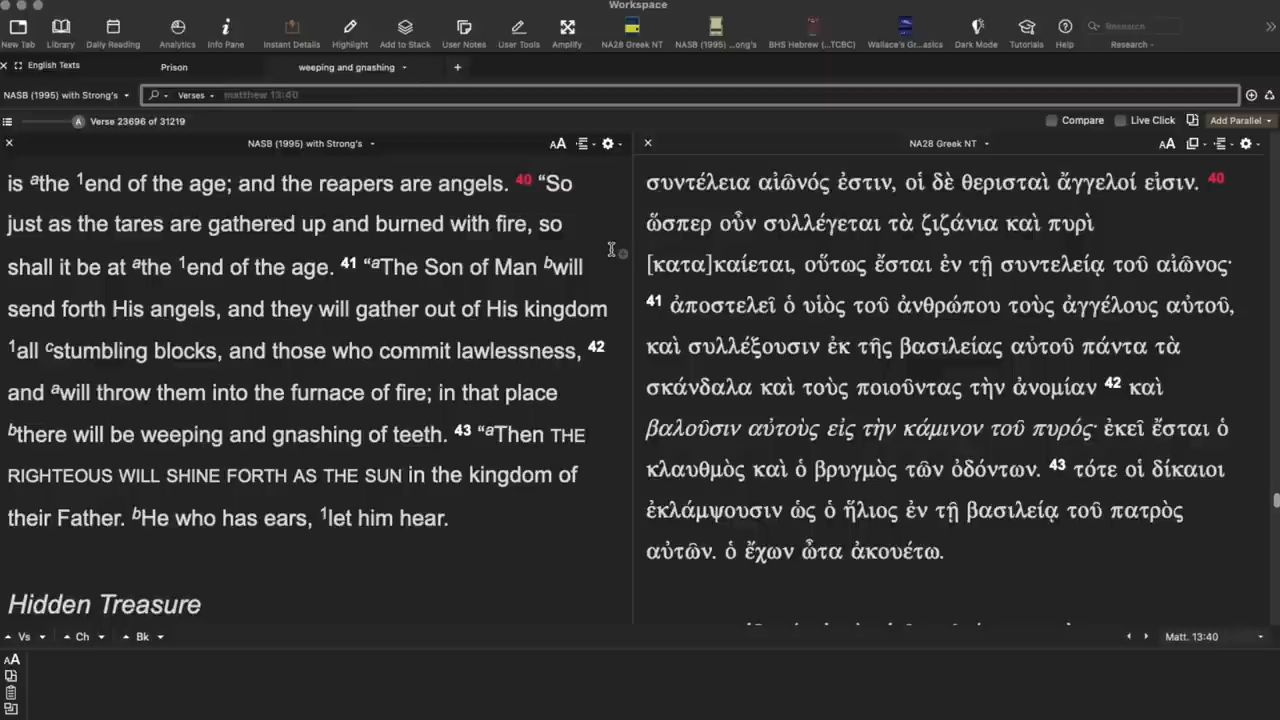 Workspace
New Tab Library Daily Reading Analytics Info Pane Instant Details Highlight Add to Stack User Notes User Tools Amplify NA28 Greek NT NASB (1995) ...ong's BHS Hebrew (...TCBC) Wallace's Gr...asics Dark Mode Tutorials Help Research
Research
English Texts Prison weeping and gnashing
NASB (1995) with Strong's Verses matthew 13:40
Verse 23696 of 31219 Compare Live Click Add Parallel
NASB (1995) with Strong's
is ᵃthe ¹end of the age; and the reapers are angels. 40 “So
just as the tares are gathered up and burned with fire, so
shall it be at ᵃthe ¹end of the age. 41 “ᵃThe Son of Man ᵇwill
send forth His angels, and they will gather out of His kingdom
¹all ᶜstumbling blocks, and those who commit lawlessness, 42
and ᵃwill throw them into the furnace of fire; in that place
ᵇthere will be weeping and gnashing of teeth. 43 “ᵃThen THE
RIGHTEOUS WILL SHINE FORTH AS THE SUN in the kingdom of
their Father. ᵇHe who has ears, ¹let him hear.
Hidden Treasure
NA28 Greek NT
συντέλεια αἰῶνός ἐστιν, οἱ δὲ θερισταὶ ἄγγελοί εἰσιν. 40
ὥσπερ οὖν συλλέγεται τὰ ζιζάνια καὶ πυρὶ
[κατα]καίεται, οὕτως ἔσται ἐν τῇ συντελείᾳ τοῦ αἰῶνος·
41 ἀποστελεῖ ὁ υἱὸς τοῦ ἀνθρώπου τοὺς ἀγγέλους αὐτοῦ,
καὶ συλλέξουσιν ἐκ τῆς βασιλείας αὐτοῦ πάντα τὰ
σκάνδαλα καὶ τοὺς ποιοῦντας τὴν ἀνομίαν 42 καὶ
βαλοῦσιν αὐτοὺς εἰς τὴν κάμινον τοῦ πυρός· ἐκεῖ ἔσται ὁ
κλαυθμὸς καὶ ὁ βρυγμὸς τῶν ὀδόντων. 43 τότε οἱ δίκαιοι
ἐκλάμψουσιν ὡς ὁ ἥλιος ἐν τῇ βασιλείᾳ τοῦ πατρὸς
αὐτῶν. ὁ ἔχων ὦτα ἀκουέτω.
Vs Ch Bk Matt. 13:40